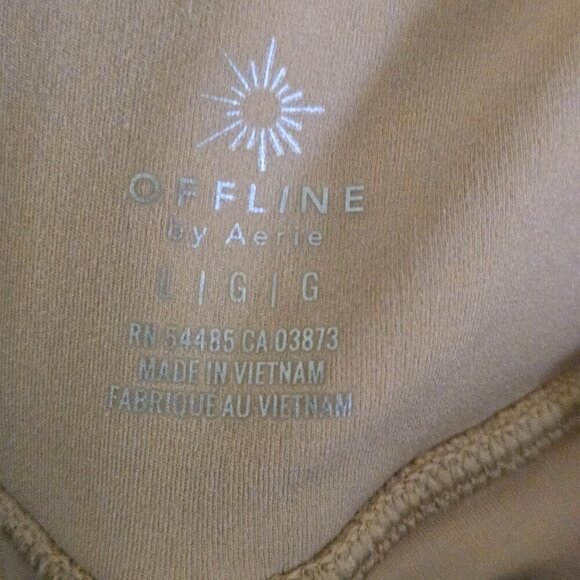 OFFLINE
by Aerie
L | G | G
RN 54485 CA 03873
MADE IN VIETNAM
FABRIQUE AU VIETNAM